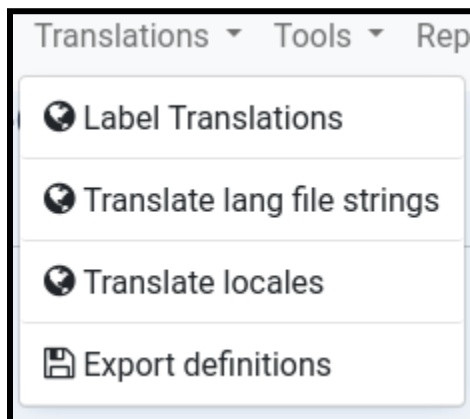 Translations Tools Rep
Label Translations
Translate lang file strings
Translate locales
Export definitions